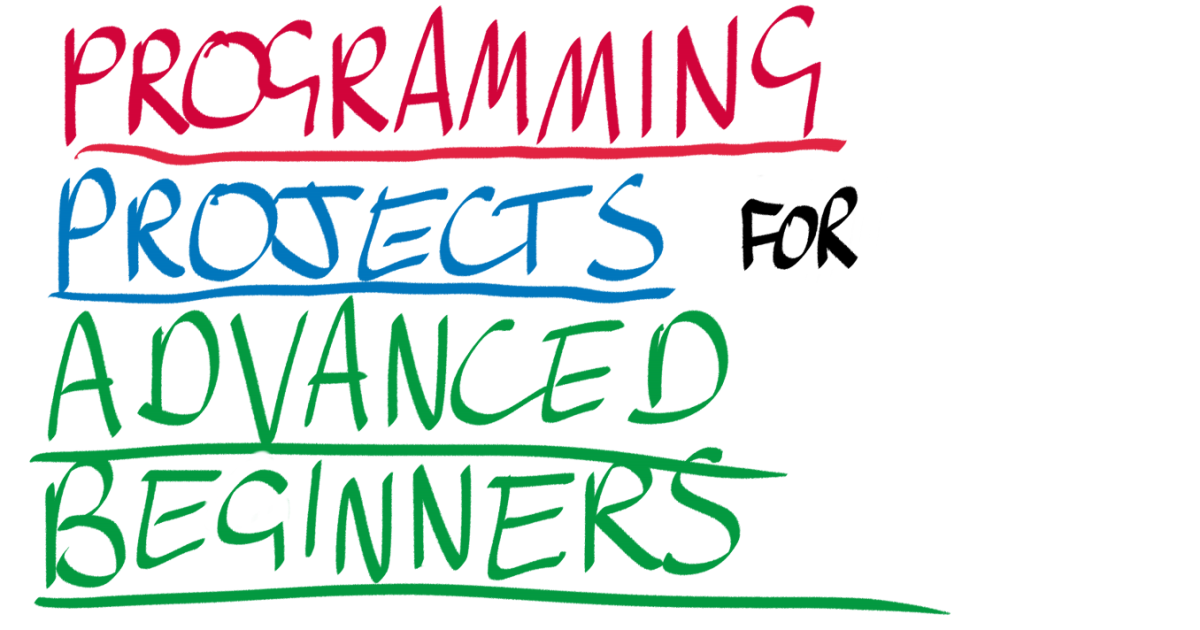 PROGRAMMING
PROJECTS FOR
ADVANCED
BEGINNERS